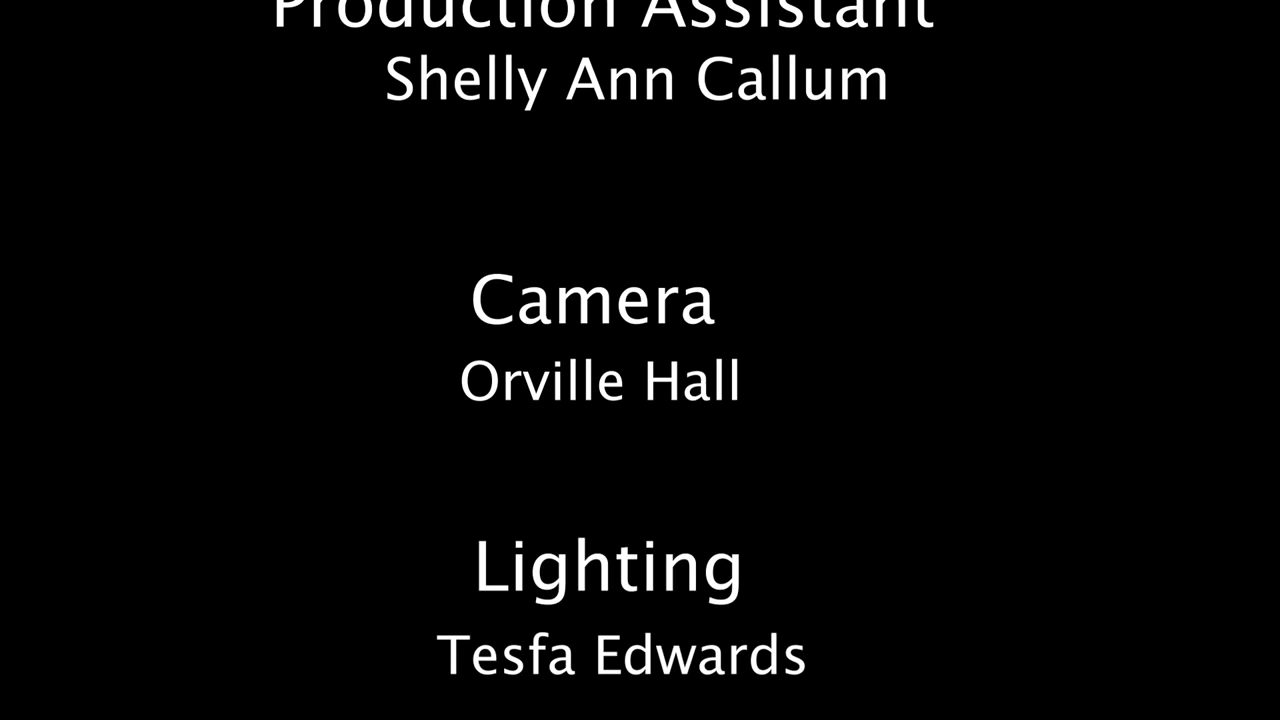 Production Assistant
Shelly Ann Callum
Camera
Orville Hall
Lighting
Tesfa Edwards